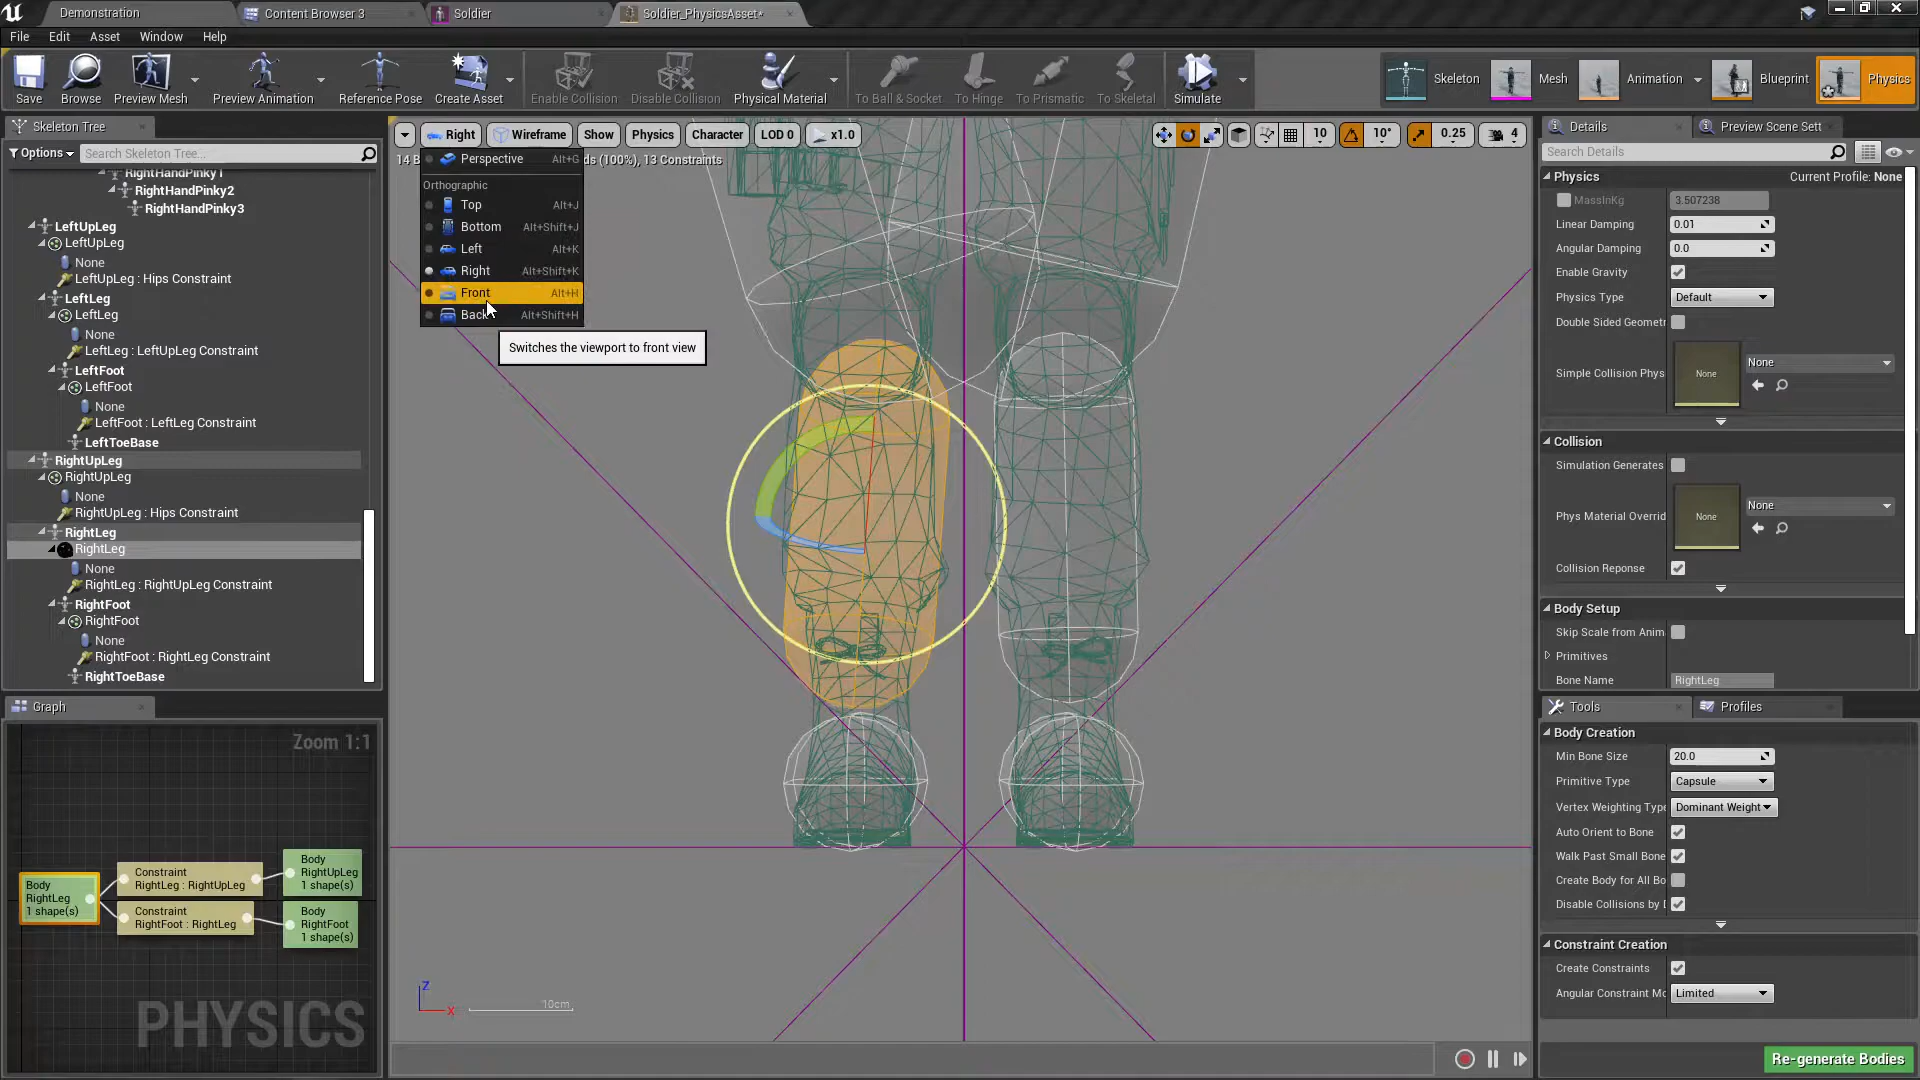 Demonstration
Content Browser 3
Soldier
Soldier_PhysicsAsset*
File
Edit
Asset
Window
Help
Save
Browse
Preview Mesh
Preview Animation
Reference Pose
Create Asset
Enable Collision
Disable Collision
Physical Material
To Ball & Socket
To Hinge
To Prismatic
To Skeletal
Simulate
Skeleton
Mesh
Animation
Blueprint
Physics
Skeleton Tree
Options
Search Skeleton Tree...
RightHandPinky1
RightHandPinky2
RightHandPinky3
LeftUpLeg
LeftUpLeg
None
LeftUpLeg : Hips Constraint
LeftLeg
LeftLeg
None
LeftLeg : LeftUpLeg Constraint
LeftFoot
LeftFoot
None
LeftFoot : LeftLeg Constraint
LeftToeBase
RightUpLeg
RightUpLeg
None
RightUpLeg : Hips Constraint
RightLeg
RightLeg
None
RightLeg : RightUpLeg Constraint
RightFoot
RightFoot
None
RightFoot : RightLeg Constraint
RightToeBase
Graph
Zoom 1:1
Body
RightLeg
1 shape(s)
Constraint
RightLeg : RightUpLeg
Constraint
RightFoot : RightLeg
Body
RightUpLeg
1 shape(s)
Body
RightFoot
1 shape(s)
PHYSICS
Right
Wireframe
Show
Physics
Character
LOD 0
x1.0
10
10°
0.25
4
14 B
ds (100%), 13 Constraints
Perspective Alt+G
Orthographic
Top Alt+J
Bottom Alt+Shift+J
Left Alt+K
Right Alt+Shift+K
Front Alt+H
Back Alt+Shift+H
Switches the viewport to front view
Z
X
10cm
Details
Preview Scene Sett
Search Details
Physics
Current Profile: None
MassInKg 3.507238
Linear Damping 0.01
Angular Damping 0.0
Enable Gravity
Physics Type Default
Double Sided Geometr
Simple Collision Phys None None
Collision
Simulation Generates
Phys Material Overrid None None
Collision Reponse
Body Setup
Skip Scale from Anim
Primitives
Bone Name RightLeg
Tools
Profiles
Body Creation
Min Bone Size 20.0
Primitive Type Capsule
Vertex Weighting Type Dominant Weight
Auto Orient to Bone
Walk Past Small Bone
Create Body for All Bo
Disable Collisions by D
Constraint Creation
Create Constraints
Angular Constraint Mo Limited
Re-generate Bodies